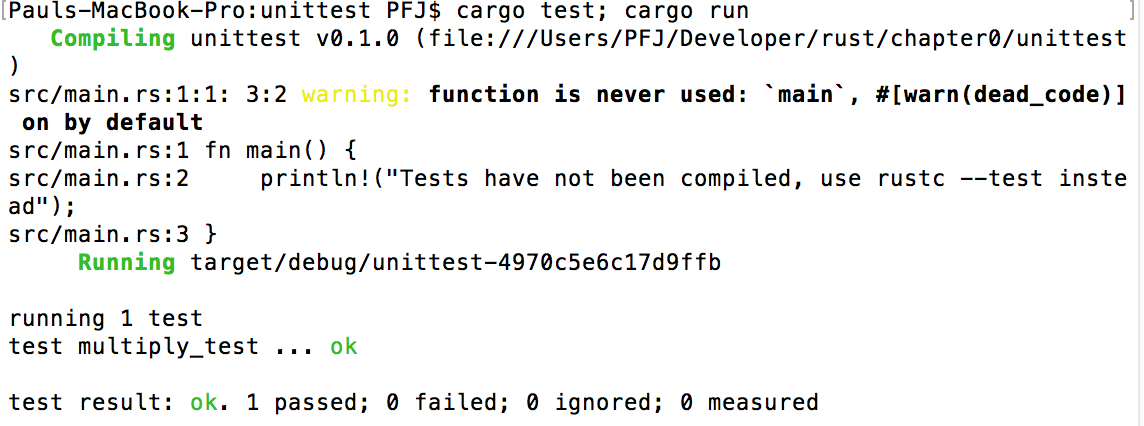 [Pauls-MacBook-Pro:unittest PFJ$ cargo test; cargo run ]
   Compiling unittest v0.1.0 (file:///Users/PFJ/Developer/rust/chapter0/unittest
)
src/main.rs:1:1: 3:2 warning: function is never used: `main`, #[warn(dead_code)]
 on by default
src/main.rs:1 fn main() {
src/main.rs:2     println!("Tests have not been compiled, use rustc --test inste
ad");
src/main.rs:3 }
     Running target/debug/unittest-4970c5e6c17d9ffb
running 1 test
test multiply_test ... ok
test result: ok. 1 passed; 0 failed; 0 ignored; 0 measured